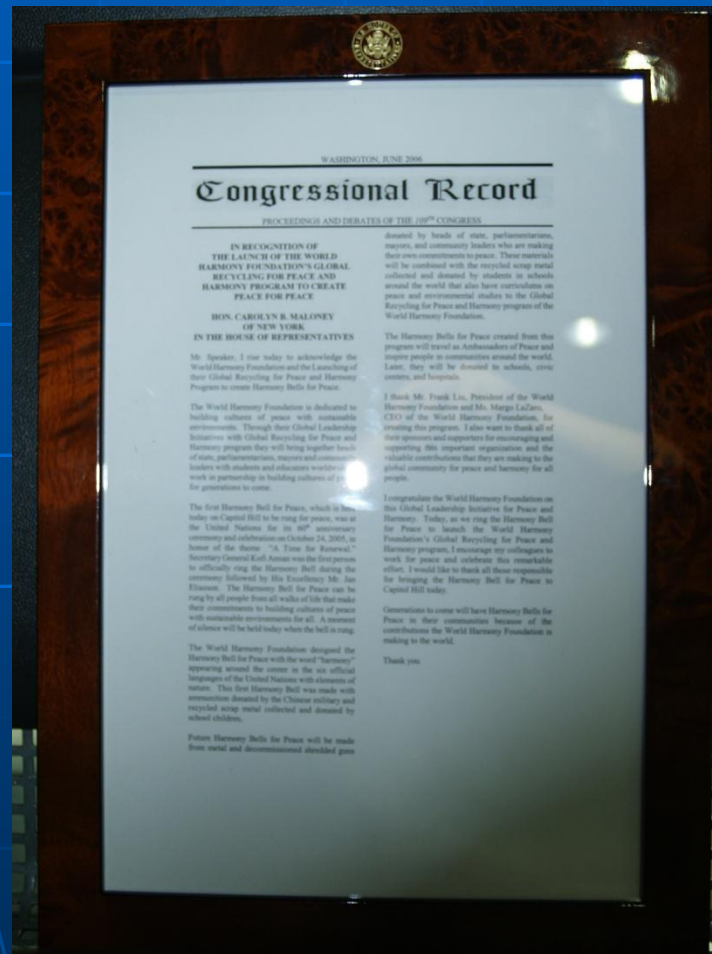 WASHINGTON, JUNE 2006
Congressional Record
PROCEEDINGS AND DEBATES OF THE 109TH CONGRESS
IN RECOGNITION OF
THE LAUNCH OF THE WORLD
HARMONY FOUNDATION'S GLOBAL
RECYCLING FOR PEACE AND
HARMONY PROGRAM TO CREATE
PEACE FOR PEACE
HON. CAROLYN B. MALONEY
OF NEW YORK
IN THE HOUSE OF REPRESENTATIVES
Mr. Speaker, I rise today to acknowledge the
World Harmony Foundation and the Launching of
their Global Recycling for Peace and Harmony
Program to create Harmony Bells for Peace.
The World Harmony Foundation is dedicated to
building cultures of peace with sustainable
environments. Through their Global Leadership
Initiatives with Global Recycling for Peace and
Harmony program they will bring together heads
of state, parliamentarians, mayors and community
leaders with students and educators worldwide
work in partnership in building cultures of
for generations to come.
The first Harmony Bell for Peace, which is here
today on Capitol Hill to be rung for peace, was at
the United Nations for its 60th anniversary
ceremony and celebration on October 24, 2005, in
honor of the theme "A Time for Renewal."
Secretary General Kofi Annan was the first person
to officially ring the Harmony Bell during the
ceremony followed by His Excellency Mr. Jan
Eliasson. The Harmony Bell for Peace can be
rung by all people from all walks of life that make
their commitments to building cultures of peace
with sustainable environments for all. A moment
of silence will be held today when the bell is rung.
The World Harmony Foundation designed the
Harmony Bell for Peace with the word "harmony"
appearing around the center in the six official
languages of the United Nations with elements of
nature. This first Harmony Bell was made with
ammunition donated by the Chinese military and
recycled scrap metal collected and donated by
school children.
Future Harmony Bells for Peace will be made
from metal and decommissioned shredded guns
donated by heads of state, parliamentarians,
mayors, and community leaders who are making
their own commitments to peace. These materials
will be combined with the recycled scrap metal
collected and donated by students in schools
around the world that also have curriculums on
peace and environmental studies to the Global
Recycling for Peace and Harmony program of the
World Harmony Foundation.
The Harmony Bells for Peace created from this
program will travel as Ambassadors of Peace and
inspire people in communities around the world.
Later, they will be donated to schools, civic
centers, and hospitals.
I thank Mr. Frank Liu, President of the World
Harmony Foundation and Ms. Margo LaZaro,
CEO of the World Harmony Foundation, for
creating this program. I also want to thank all of
their sponsors and supporters for encouraging and
supporting this important organization and the
valuable contributions that they are making to the
global community for peace and harmony for all
people.
I congratulate the World Harmony Foundation on
this Global Leadership Initiative for Peace and
Harmony. Today, as we ring the Harmony Bell
for Peace to launch the World Harmony
Foundation's Global Recycling for Peace and
Harmony program, I encourage my colleagues to
work for peace and celebrate this remarkable
effort. I would like to thank all those responsible
for bringing the Harmony Bell for Peace to
Capitol Hill today.
Generations to come will have Harmony Bells for
Peace in their communities because of the
contributions the World Harmony Foundation is
making to the world.
Thank you